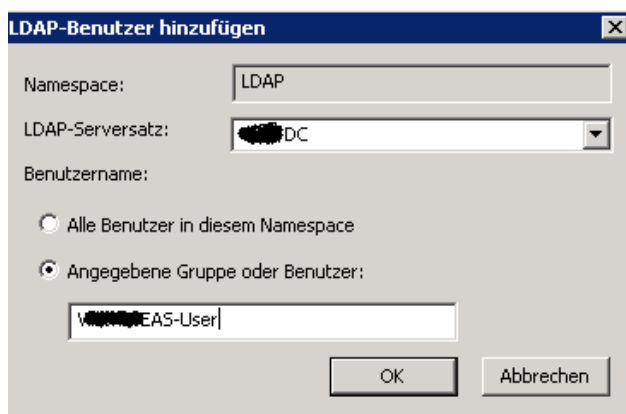 LDAP-Benutzer hinzufügen
Namespace: LDAP
LDAP-Serversatz: DC
Benutzername:
Alle Benutzer in diesem Namespace
Angegebene Gruppe oder Benutzer:
EAS-User
OK Abbrechen